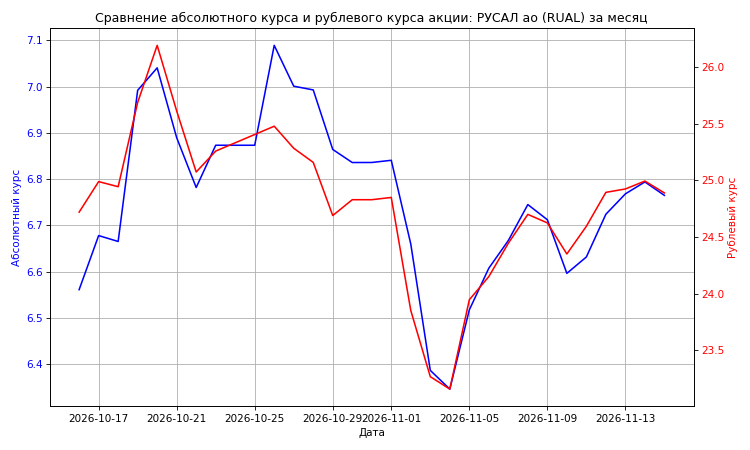 Сравнение абсолютного курса и рублевого курса акции: РУСАЛ ао (RUAL) за месяц
7.1
7.0
6.9
6.8
6.7
6.6
6.5
6.4
Абсолютный курс
26.0
25.5
25.0
24.5
24.0
23.5
Рублевый курс
2026-10-17 2026-10-21 2026-10-25 2026-10-29 2026-11-01 2026-11-05 2026-11-09 2026-11-13
Дата